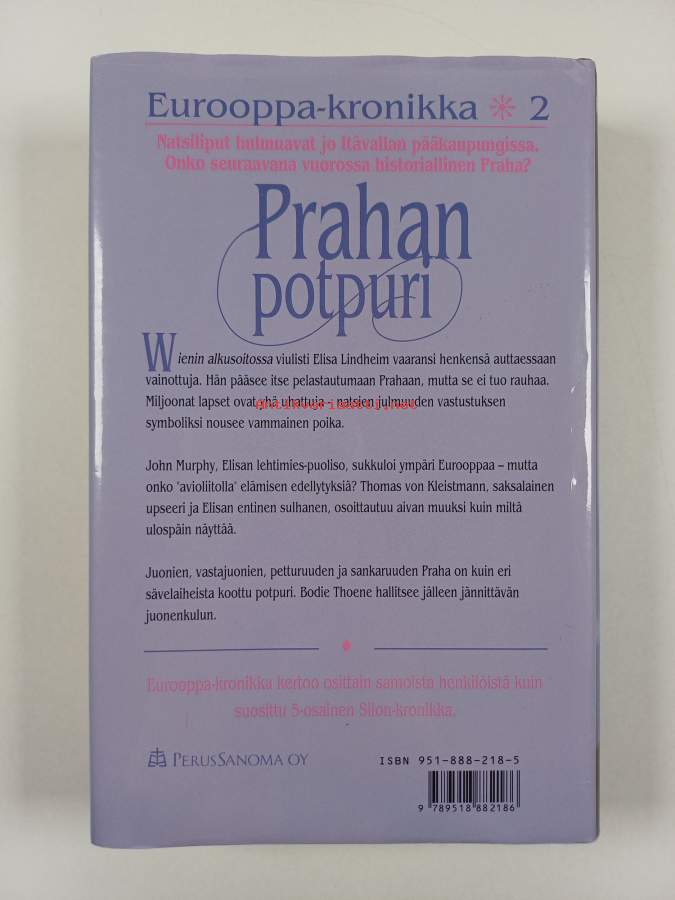 Eurooppa-kronikka ✳ 2
Natsiliput hulmuavat jo Itävallan pääkaupungissa.
Onko seuraavana vuorossa historiallinen Praha?
Prahan
potpuri
Wienin alkusoitossa viulisti Elisa Lindheim vaaransi henkensä auttaessaan
vainottuja. Hän pääsee itse pelastautumaan Prahaan, mutta se ei tuo rauhaa.
Miljoonat lapset ovat yhä uhattuja - natsien julmuuden vastustuksen
Antikvariaatti.net
symboliksi nousee vammainen poika.
John Murphy, Elisan lehtimies-puoliso, sukkuloi ympäri Eurooppaa – mutta
onko 'avioliitolla' elämisen edellytyksiä? Thomas von Kleistmann, saksalainen
upseeri ja Elisan entinen sulhanen, osoittautuu aivan muuksi kuin miltä
ulospäin näyttää.
Juonien, vastajuonien, petturuuden ja sankaruuden Praha on kuin eri
sävelaiheista koottu potpuri. Bodie Thoene hallitsee jälleen jännittävän
juonenkulun.
Eurooppa-kronikka kertoo osittain samoista henkilöistä kuin
suosittu 5-osainen Siion-kronikka.
PERUSSANOMA OY
ISBN 951-888-218-5
9 789518 882186